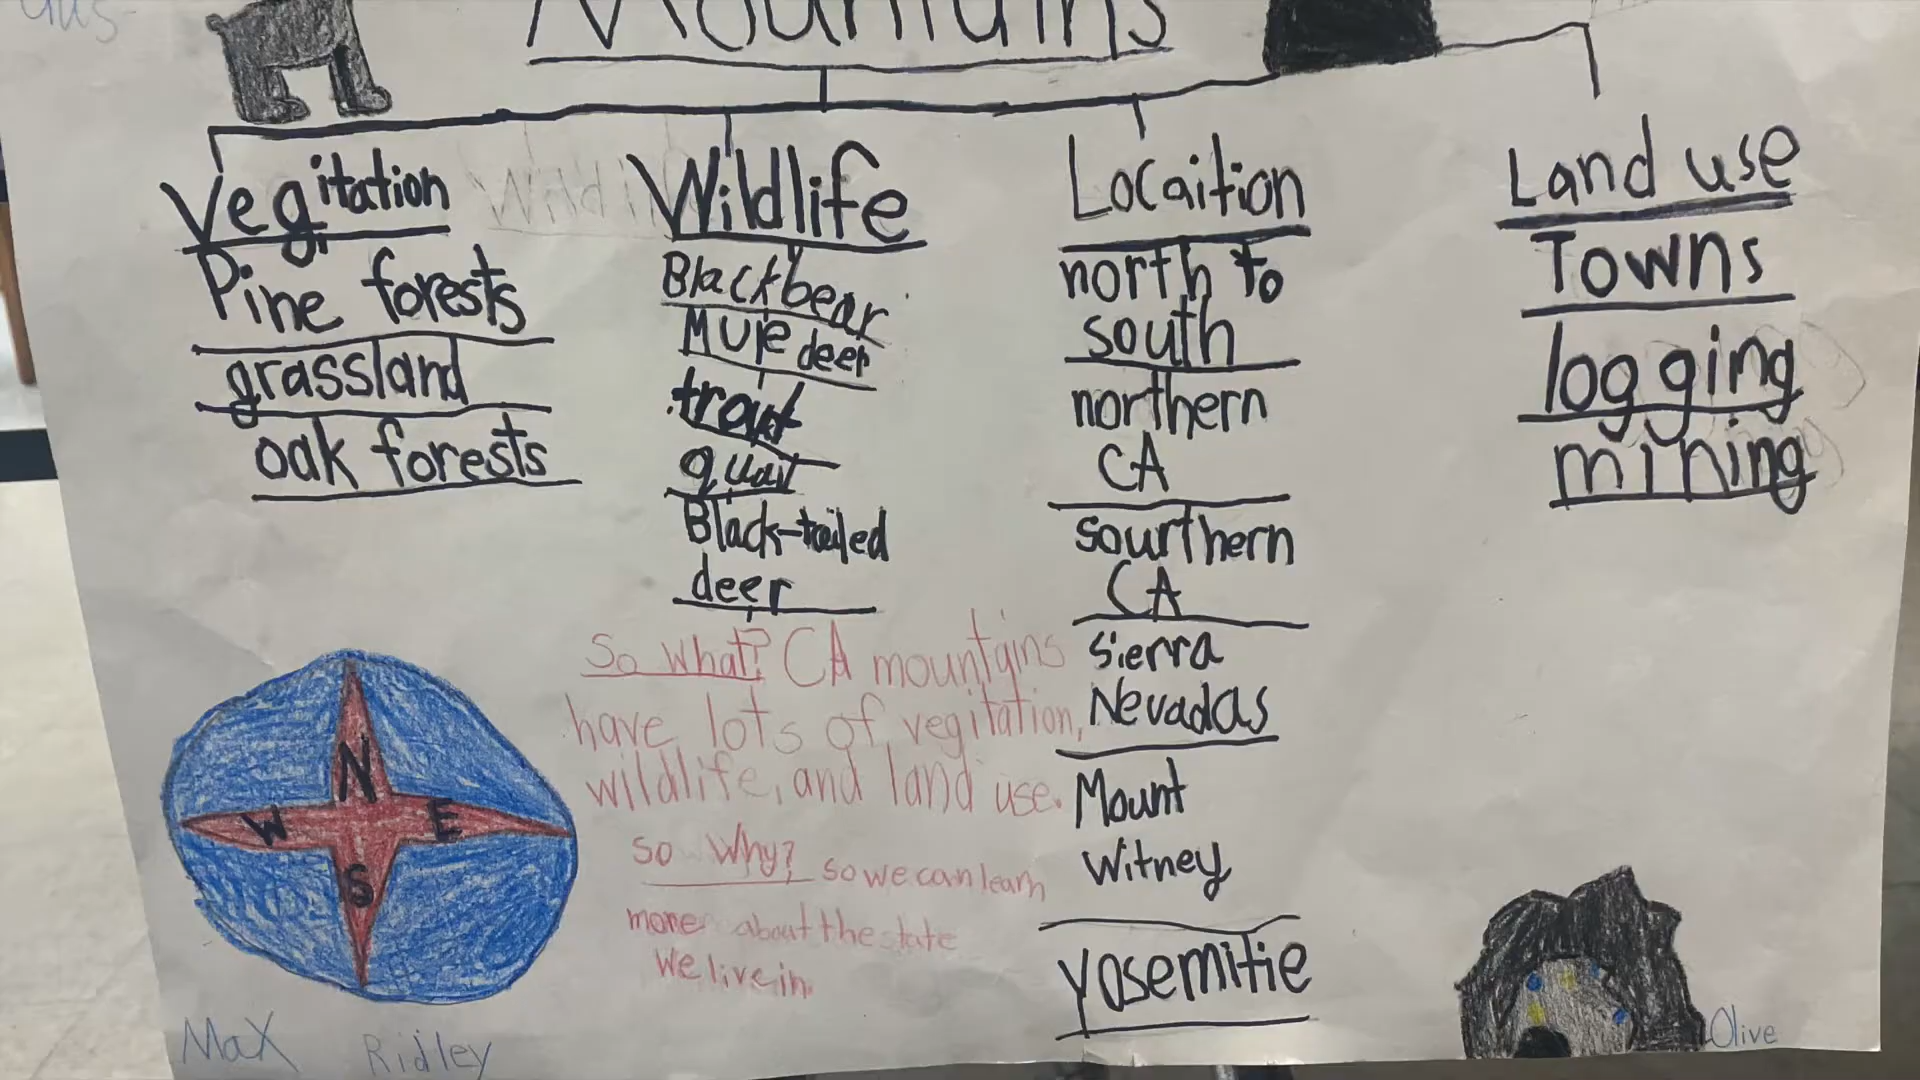 Mountains
Vegitation
Pine forests
grassland
oak forests
Wildlife
Black bear
Mule deer
trout
quail
Black-tailed
deer
Locaition
north to
south
northern
CA
sourthern
CA
Sierra
Nevadas
Mount
Witney
Yosemitie
Land use
Towns
logging
mining
So what? CA mountains
have lots of vegitation,
wildlife, and land use.
so Why? so we can learn
more about the state
we live in.
N
W E
S
Max Ridley
Olive